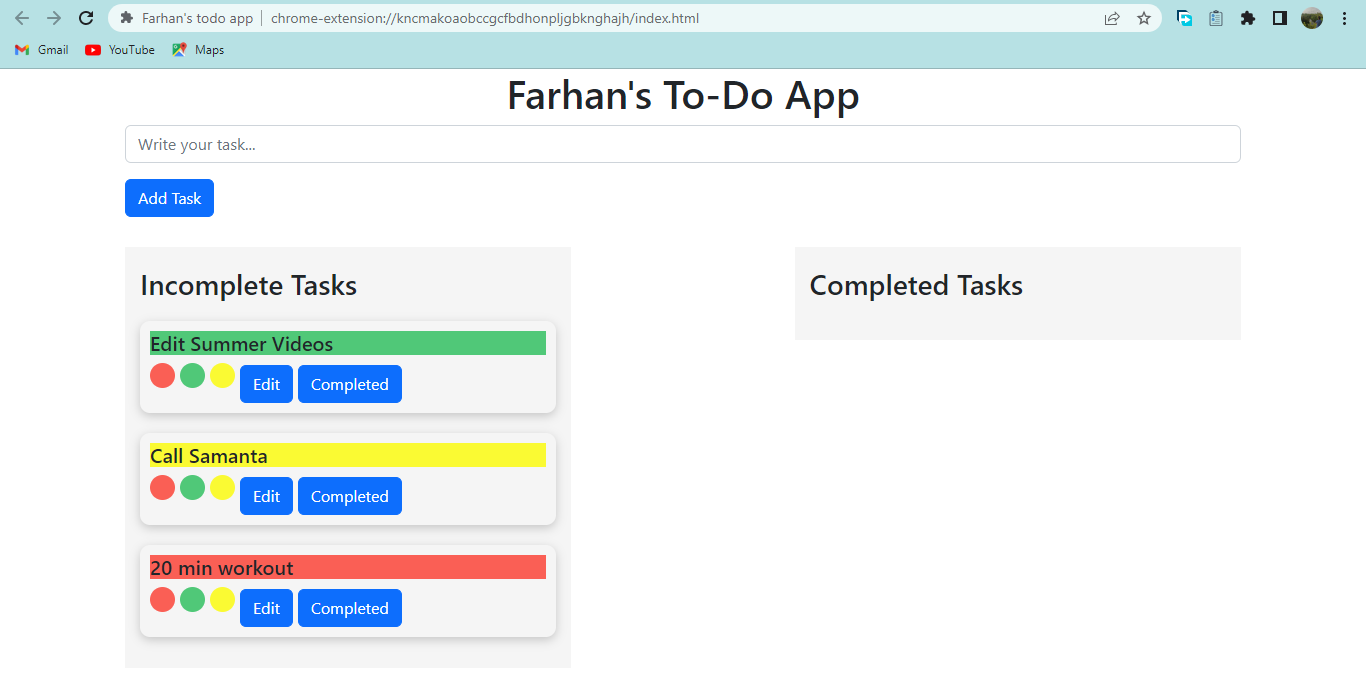 Farhan's todo app | chrome-extension://kncmakoaobccgcfbdhonpljgbknghajh/index.html
Gmail YouTube Maps
Farhan's To-Do App
Write your task...
Add Task
Incomplete Tasks
Edit Summer Videos
Edit Completed
Call Samanta
Edit Completed
20 min workout
Edit Completed
Completed Tasks